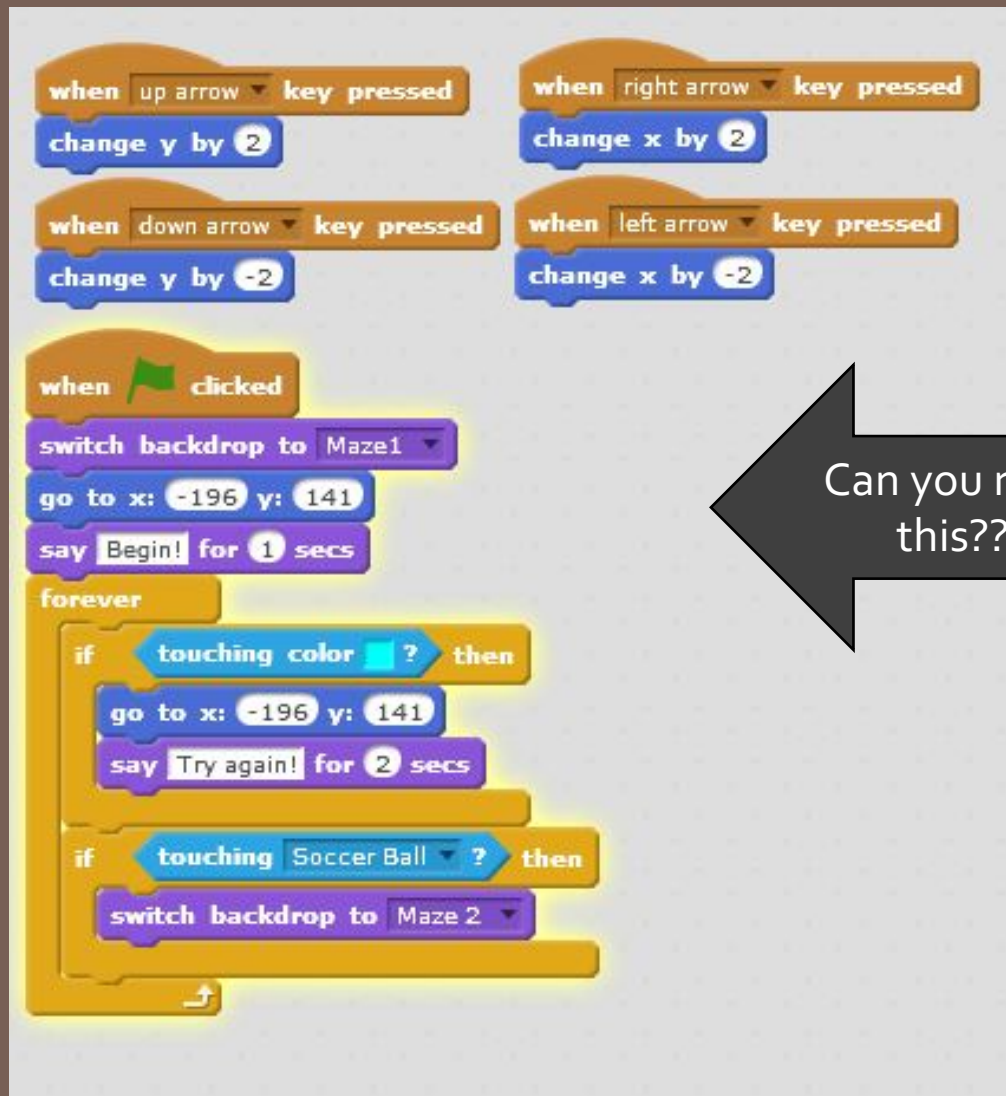 when up arrow key pressed
change y by 2
when right arrow key pressed
change x by 2
when down arrow key pressed
change y by -2
when left arrow key pressed
change x by -2
when clicked
switch backdrop to Maze1
go to x: -196 y: 141
say Begin! for 1 secs
forever
if touching color ? then
go to x: -196 y: 141
say Try again! for 2 secs
if touching Soccer Ball ? then
switch backdrop to Maze 2
Can you
this??